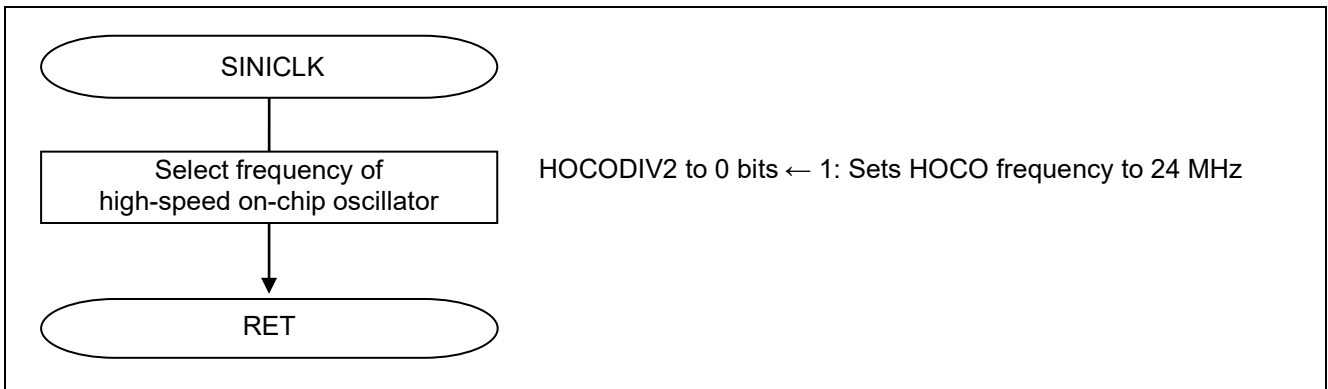 SINICLK
Select frequency of
high-speed on-chip oscillator
HOCODIV2 to 0 bits ← 1: Sets HOCO frequency to 24 MHz
RET